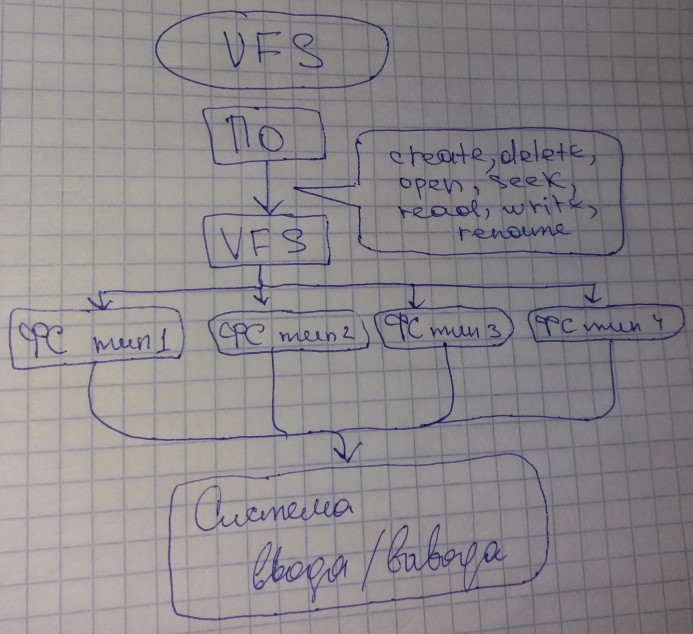 VFS
ПО
create, delete,
open, seek,
read, write,
rename
VFS
ФС тип 1
ФС тип 2
ФС тип 3
ФС тип 4
Система
ввода/вывода